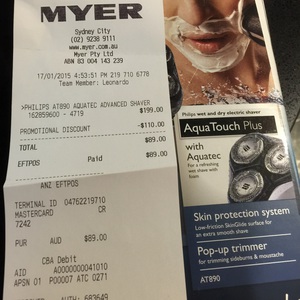 MYER
Sydney City
(02) 9238 9111
www.myer.com.au
Myer Pty Ltd
ABN 83 004 143 239
17/01/2015 4:53:51 PM 219 710 6778
Team Member: Leonardo
>PHILIPS AT890 AQUATEC ADVANCED SHAVER
162859600 - 4719 $199.00
PROMOTIONAL DISCOUNT -$110.00
TOTAL $89.00
EFTPOS Paid $89.00
ANZ EFTPOS
TERMINAL ID 04762219710
MASTERCARD CR
7242
PUR AUD $89.00
CBA Debit
AID A0000000041010
APSN 01 P00007 ATC 0271
AUTH: 683649
Philips wet and dry electric shaver
AquaTouch Plus
with
Aquatec
For a refreshing
wet shave with
foam
Skin protection system
Low-friction SkinGlide surface for
an extra smooth shave
Pop-up trimmer
for trimming sideburns & moustache
AT890